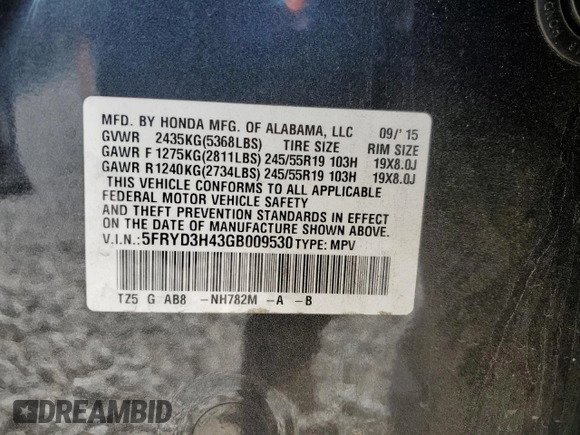 MFD. BY HONDA MFG. OF ALABAMA, LLC 09/'15
GVWR 2435KG(5368LBS) TIRE SIZE RIM SIZE
GAWR F 1275KG(2811LBS) 245/55R19 103H 19X8.0J
GAWR R1240KG(2734LBS) 245/55R19 103H 19X8.0J
THIS VEHICLE CONFORMS TO ALL APPLICABLE
FEDERAL MOTOR VEHICLE SAFETY
AND THEFT PREVENTION STANDARDS IN EFFECT
ON THE DATE OF MANUFACTURE SHOWN ABOVE.
V.I.N.:5FRYD3H43GB009530 TYPE: MPV
TZ5 G AB8 -NH782M -A -B
DREAMBID